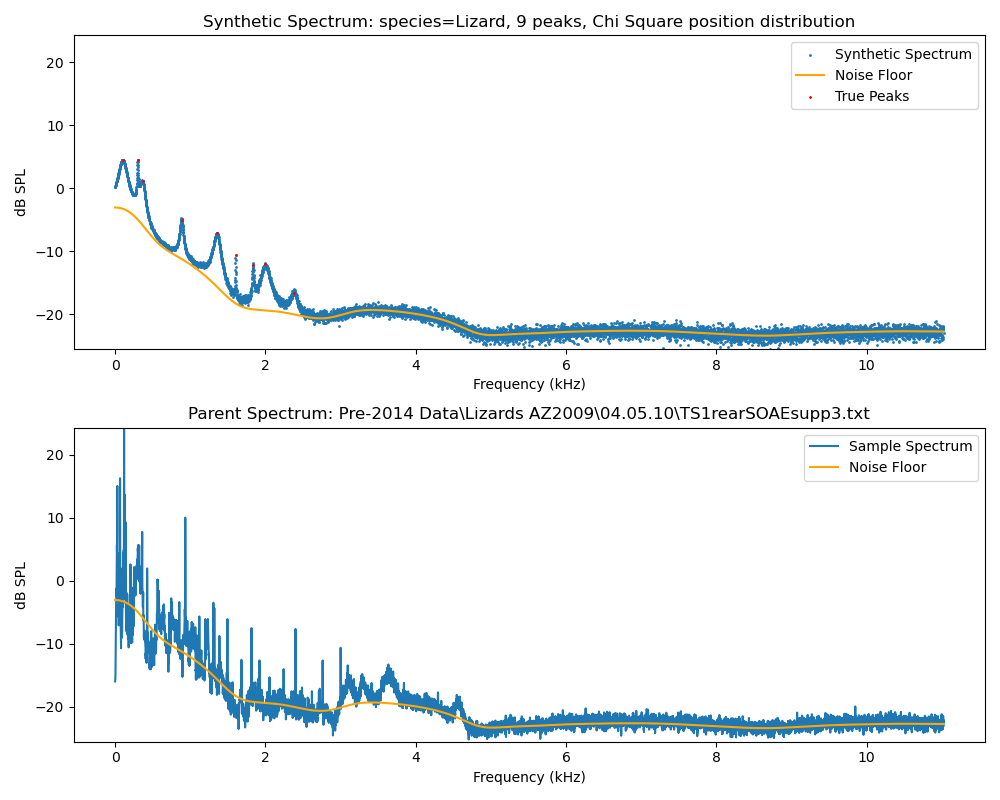 Synthetic Spectrum: species=Lizard, 9 peaks, Chi Square position distribution
20
10
0
−10
−20
dB SPL
Synthetic Spectrum
Noise Floor
True Peaks
0 2 4 6 8 10
Frequency (kHz)
Parent Spectrum: Pre-2014 Data\Lizards AZ2009\04.05.10\TS1rearSOAEsupp3.txt
20
10
0
−10
−20
dB SPL
Sample Spectrum
Noise Floor
0 2 4 6 8 10
Frequency (kHz)